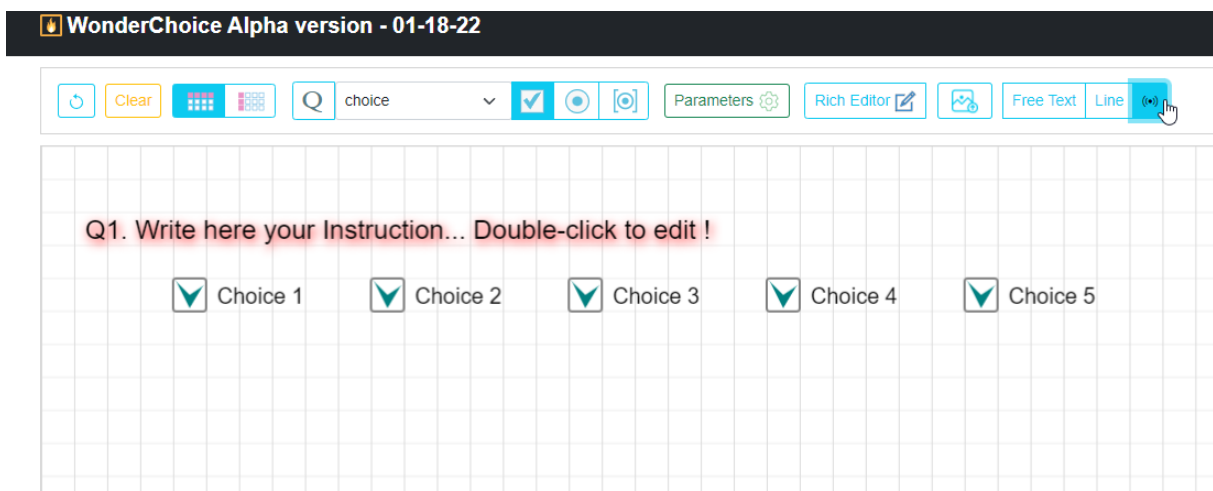 WonderChoice Alpha version - 01-18-22
Clear Q choice Parameters Rich Editor Free Text Line
Q1. Write here your Instruction... Double-click to edit !
Choice 1 Choice 2 Choice 3 Choice 4 Choice 5